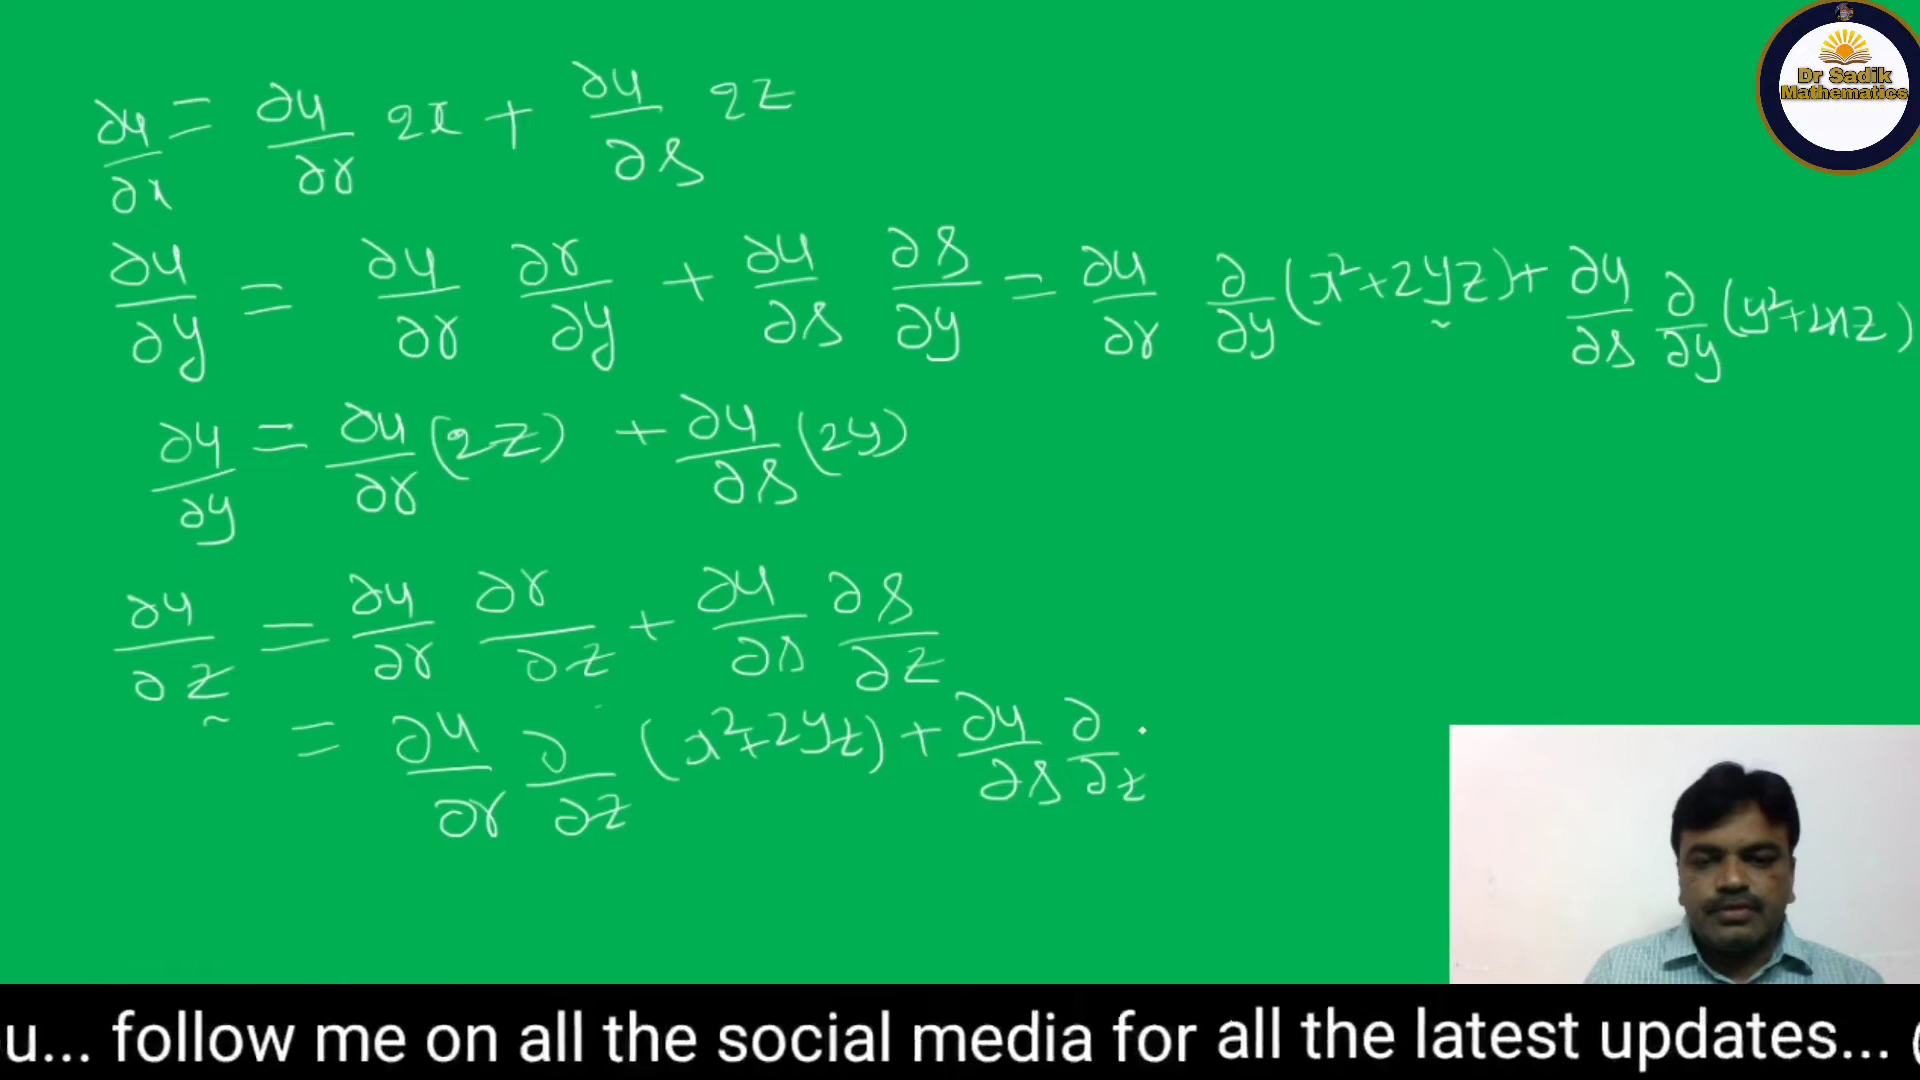 Dr Sadik
Mathematics
∂u/∂x = ∂u/∂r 2x + ∂u/∂s 2z
∂u/∂y = ∂u/∂r ∂r/∂y + ∂u/∂s ∂s/∂y = ∂u/∂r ∂/∂y (x²+2yz) + ∂u/∂s ∂/∂y (y²+2xz)
∂u/∂y = ∂u/∂r (2z) + ∂u/∂s (2y)
∂u/∂z = ∂u/∂r ∂r/∂z + ∂u/∂s ∂s/∂z
= ∂u/∂r ∂/∂z (x²+2yz) + ∂u/∂s ∂/∂z
u... follow me on all the social media for all the latest updates...